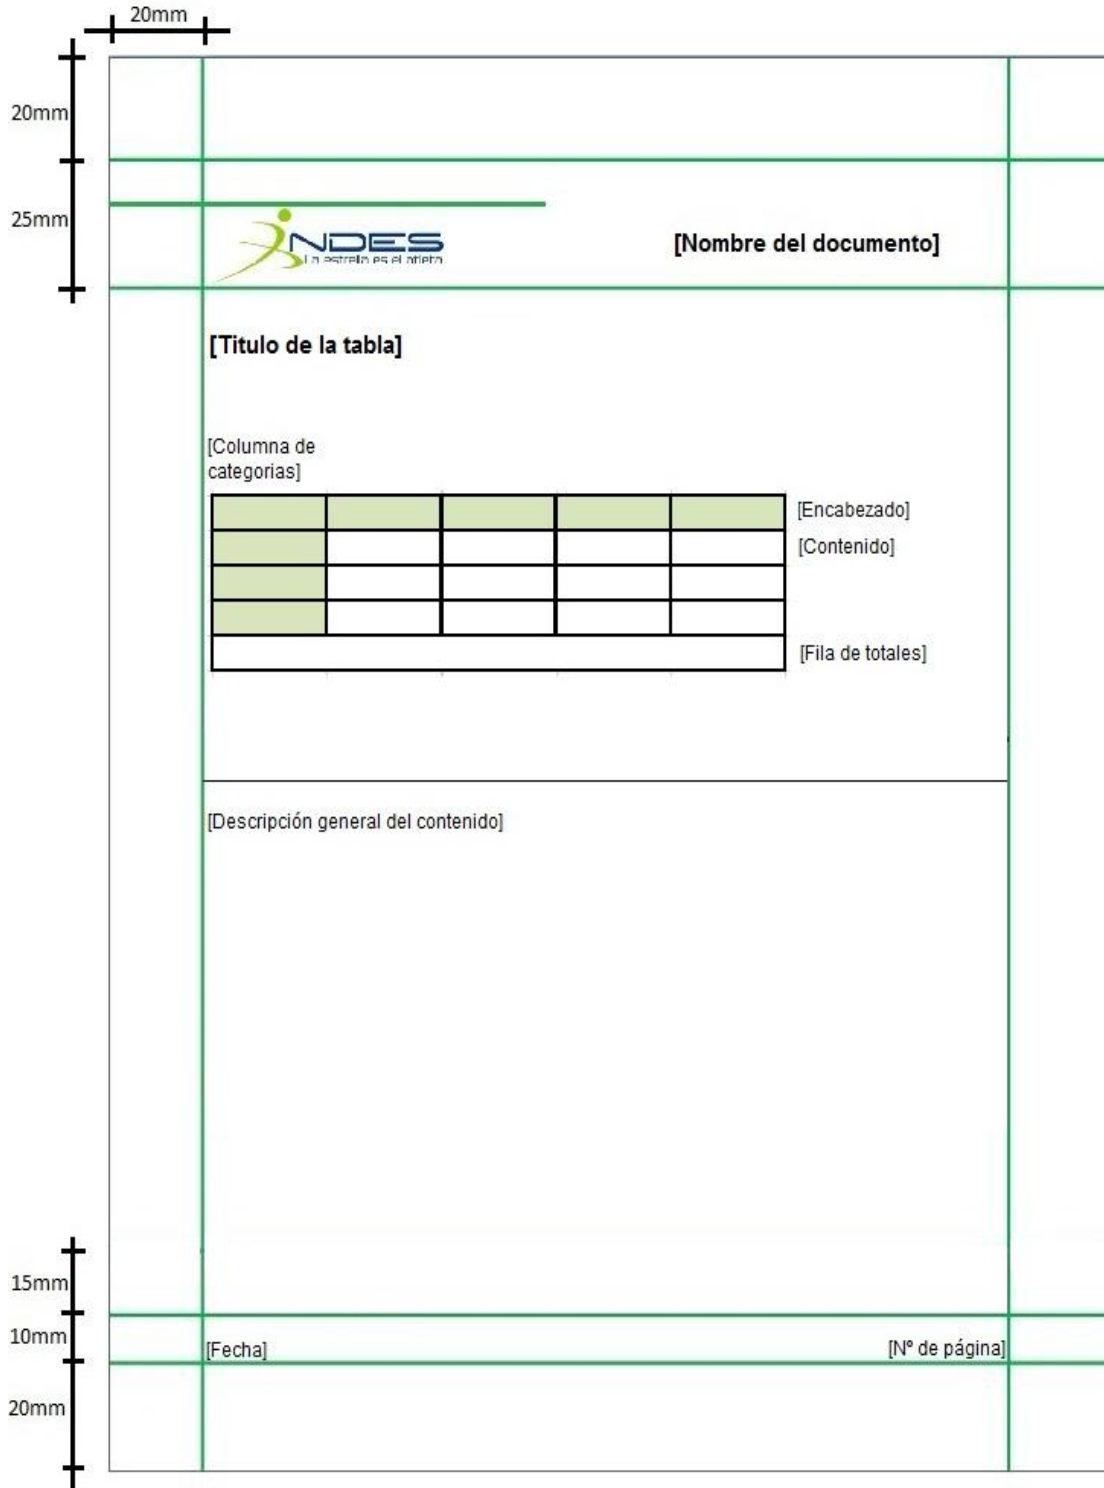 20mm
20mm
25mm
NDES
La estrella es el atleta
[Nombre del documento]
[Titulo de la tabla]
[Columna de
categorias]
[Encabezado]
[Contenido]
[Fila de totales]
[Descripción general del contenido]
15mm
10mm
[Fecha]
[Nº de página]
20mm